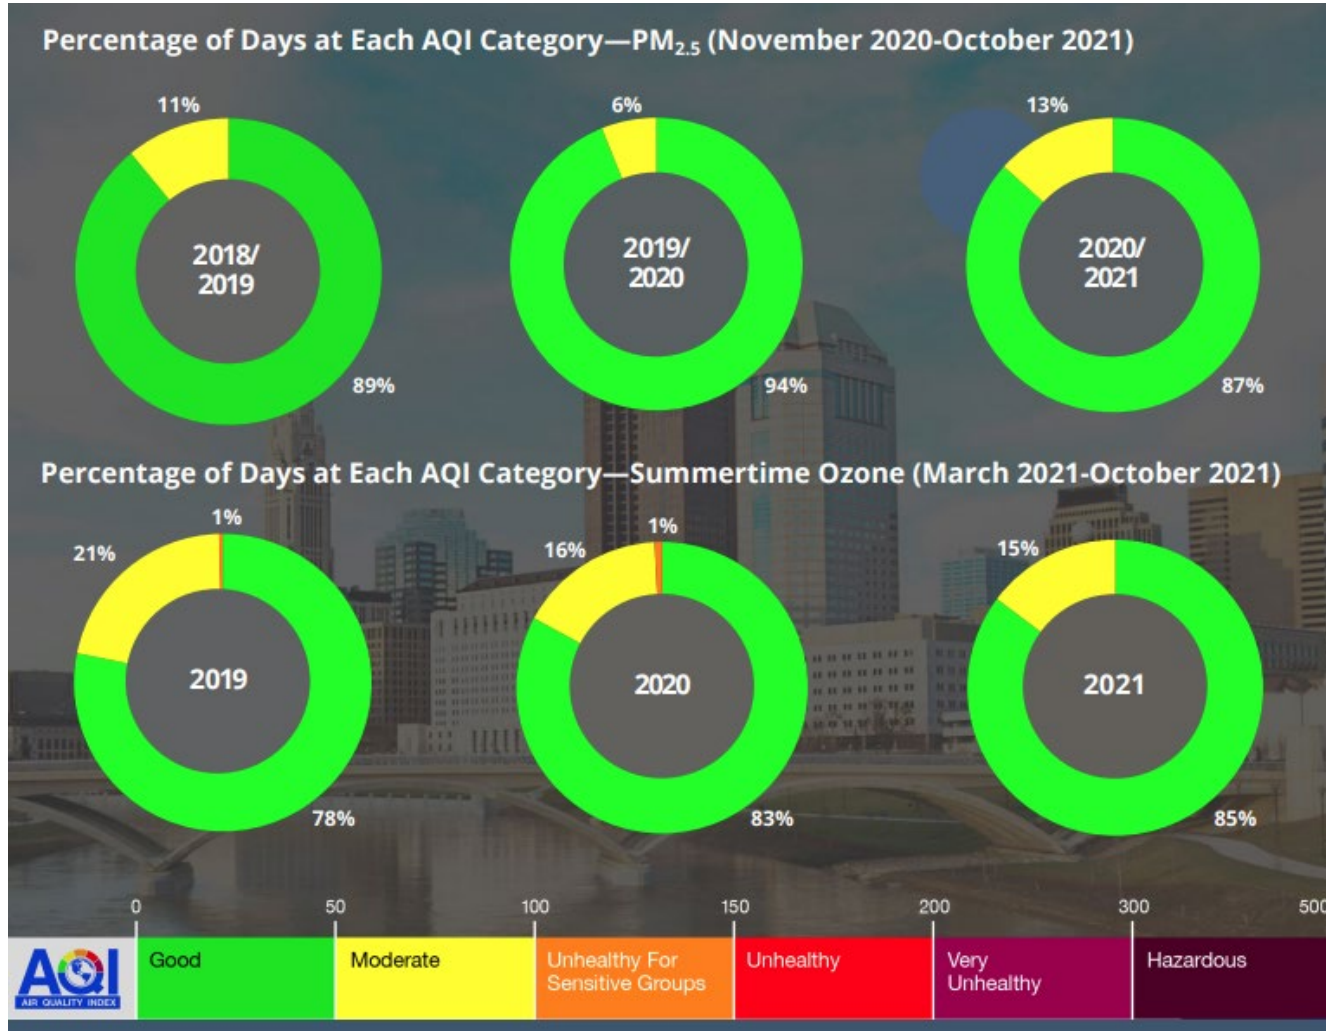 Percentage of Days at Each AQI Category—PM2.5 (November 2020-October 2021)
11%
6%
13%
2018/
2019
2019/
2020
2020/
2021
89%
94%
87%
Percentage of Days at Each AQI Category—Summertime Ozone (March 2021-October 2021)
1%
21%
1%
16%
15%
2019
2020
2021
78%
83%
85%
0 50 100 150 200 300 500
AQI
AIR QUALITY INDEX
Good
Moderate
Unhealthy For
Sensitive Groups
Unhealthy
Very
Unhealthy
Hazardous